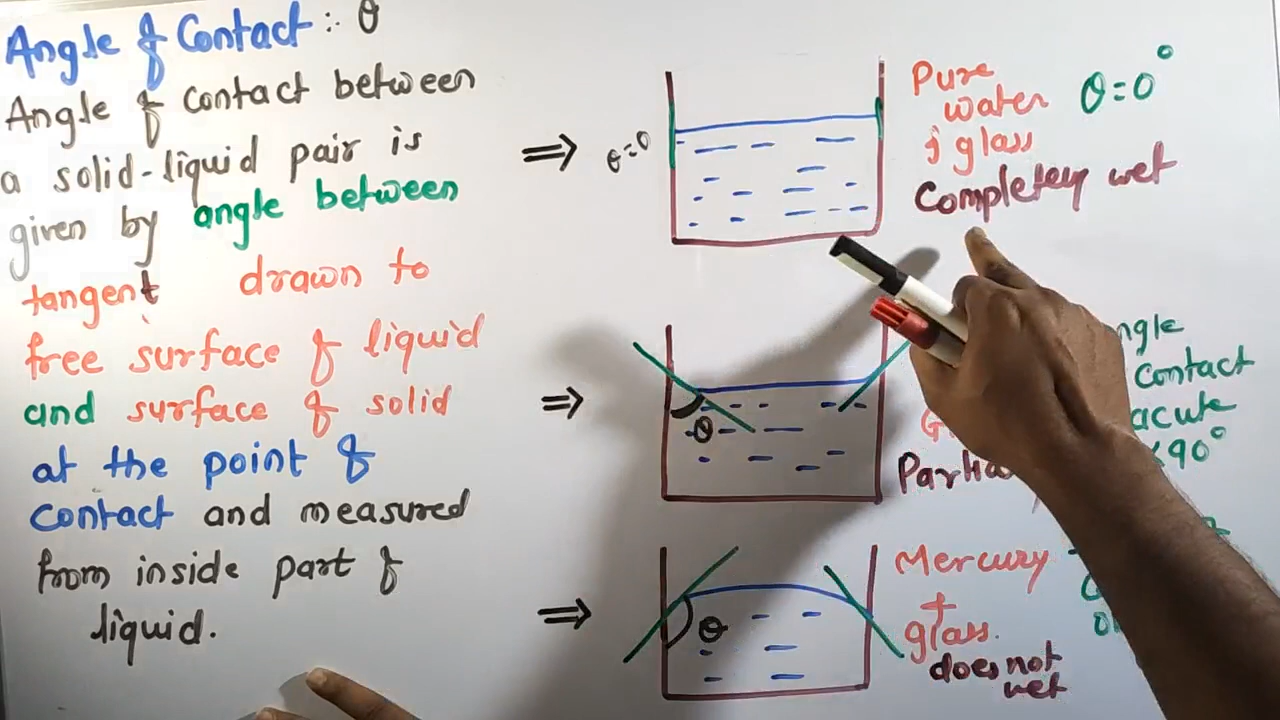 Angle of Contact :- θ
Angle of contact between
a solid-liquid pair is
given by angle between
tangent drawn to
free surface of liquid
and surface of solid
at the point of
contact and measured
from inside part of
liquid.
⇒ θ=0
Pure
water
& glass
θ=0°
Completely wet
⇒ θ
ngle
contact
acute
<90°
G
Partia
⇒ θ
Mercury
+
glass.
does not
wet